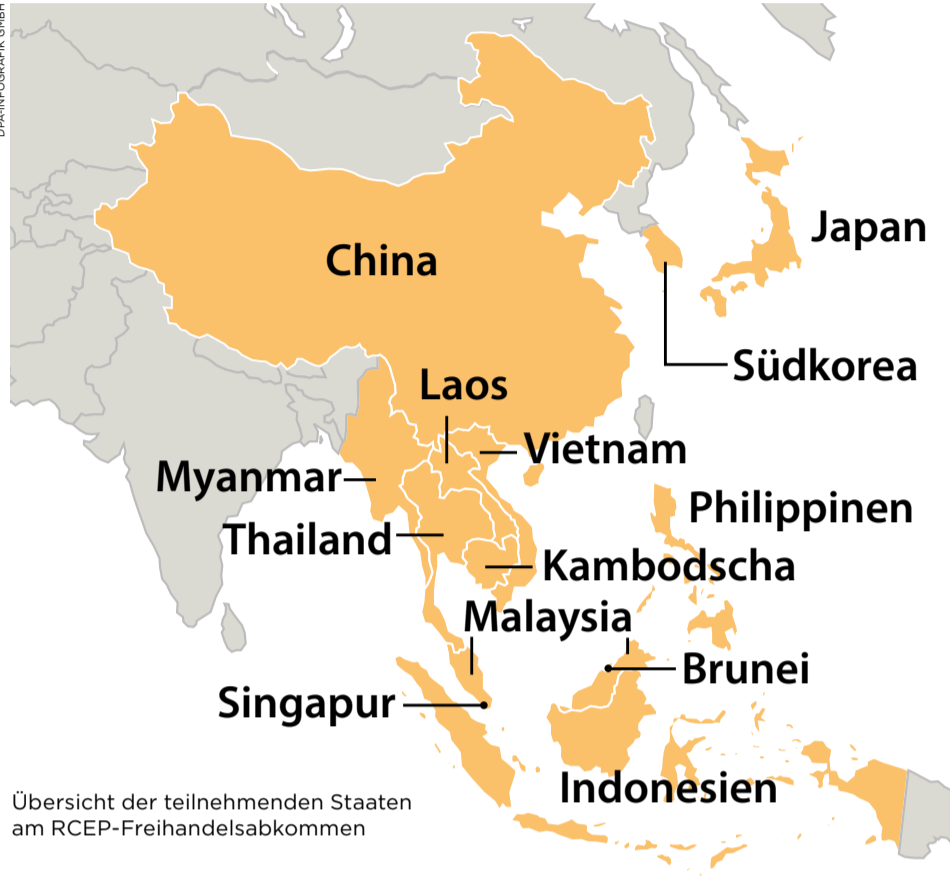 DPA-INFOGRAFIK GMBH
China
Japan
Südkorea
Laos
Vietnam
Myanmar
Philippinen
Thailand
Kambodscha
Malaysia
Brunei
Singapur
Indonesien
Übersicht der teilnehmenden Staaten
am RCEP-Freihandelsabkommen